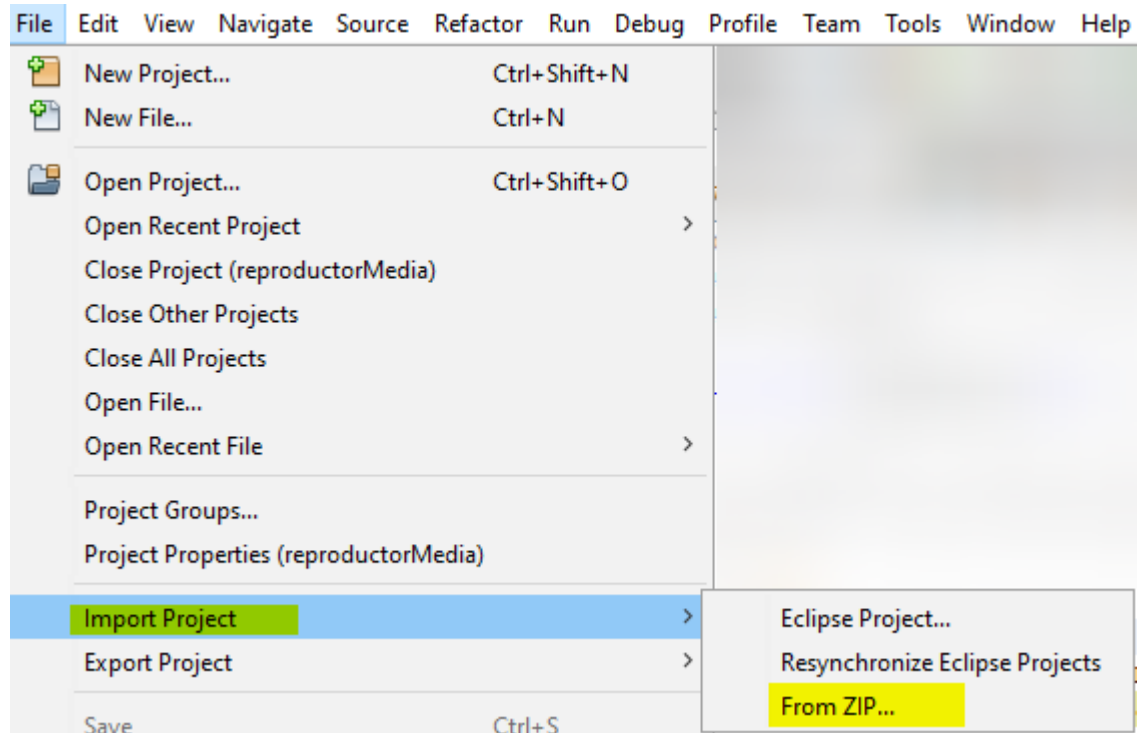 File Edit View Navigate Source Refactor Run Debug Profile Team Tools Window Help
New Project... Ctrl+Shift+N
New File... Ctrl+N
Open Project... Ctrl+Shift+O
Open Recent Project
Close Project (reproductorMedia)
Close Other Projects
Close All Projects
Open File...
Open Recent File
Project Groups...
Project Properties (reproductorMedia)
Import Project
Eclipse Project...
Export Project
Resynchronize Eclipse Projects
From ZIP...
Save Ctrl+S